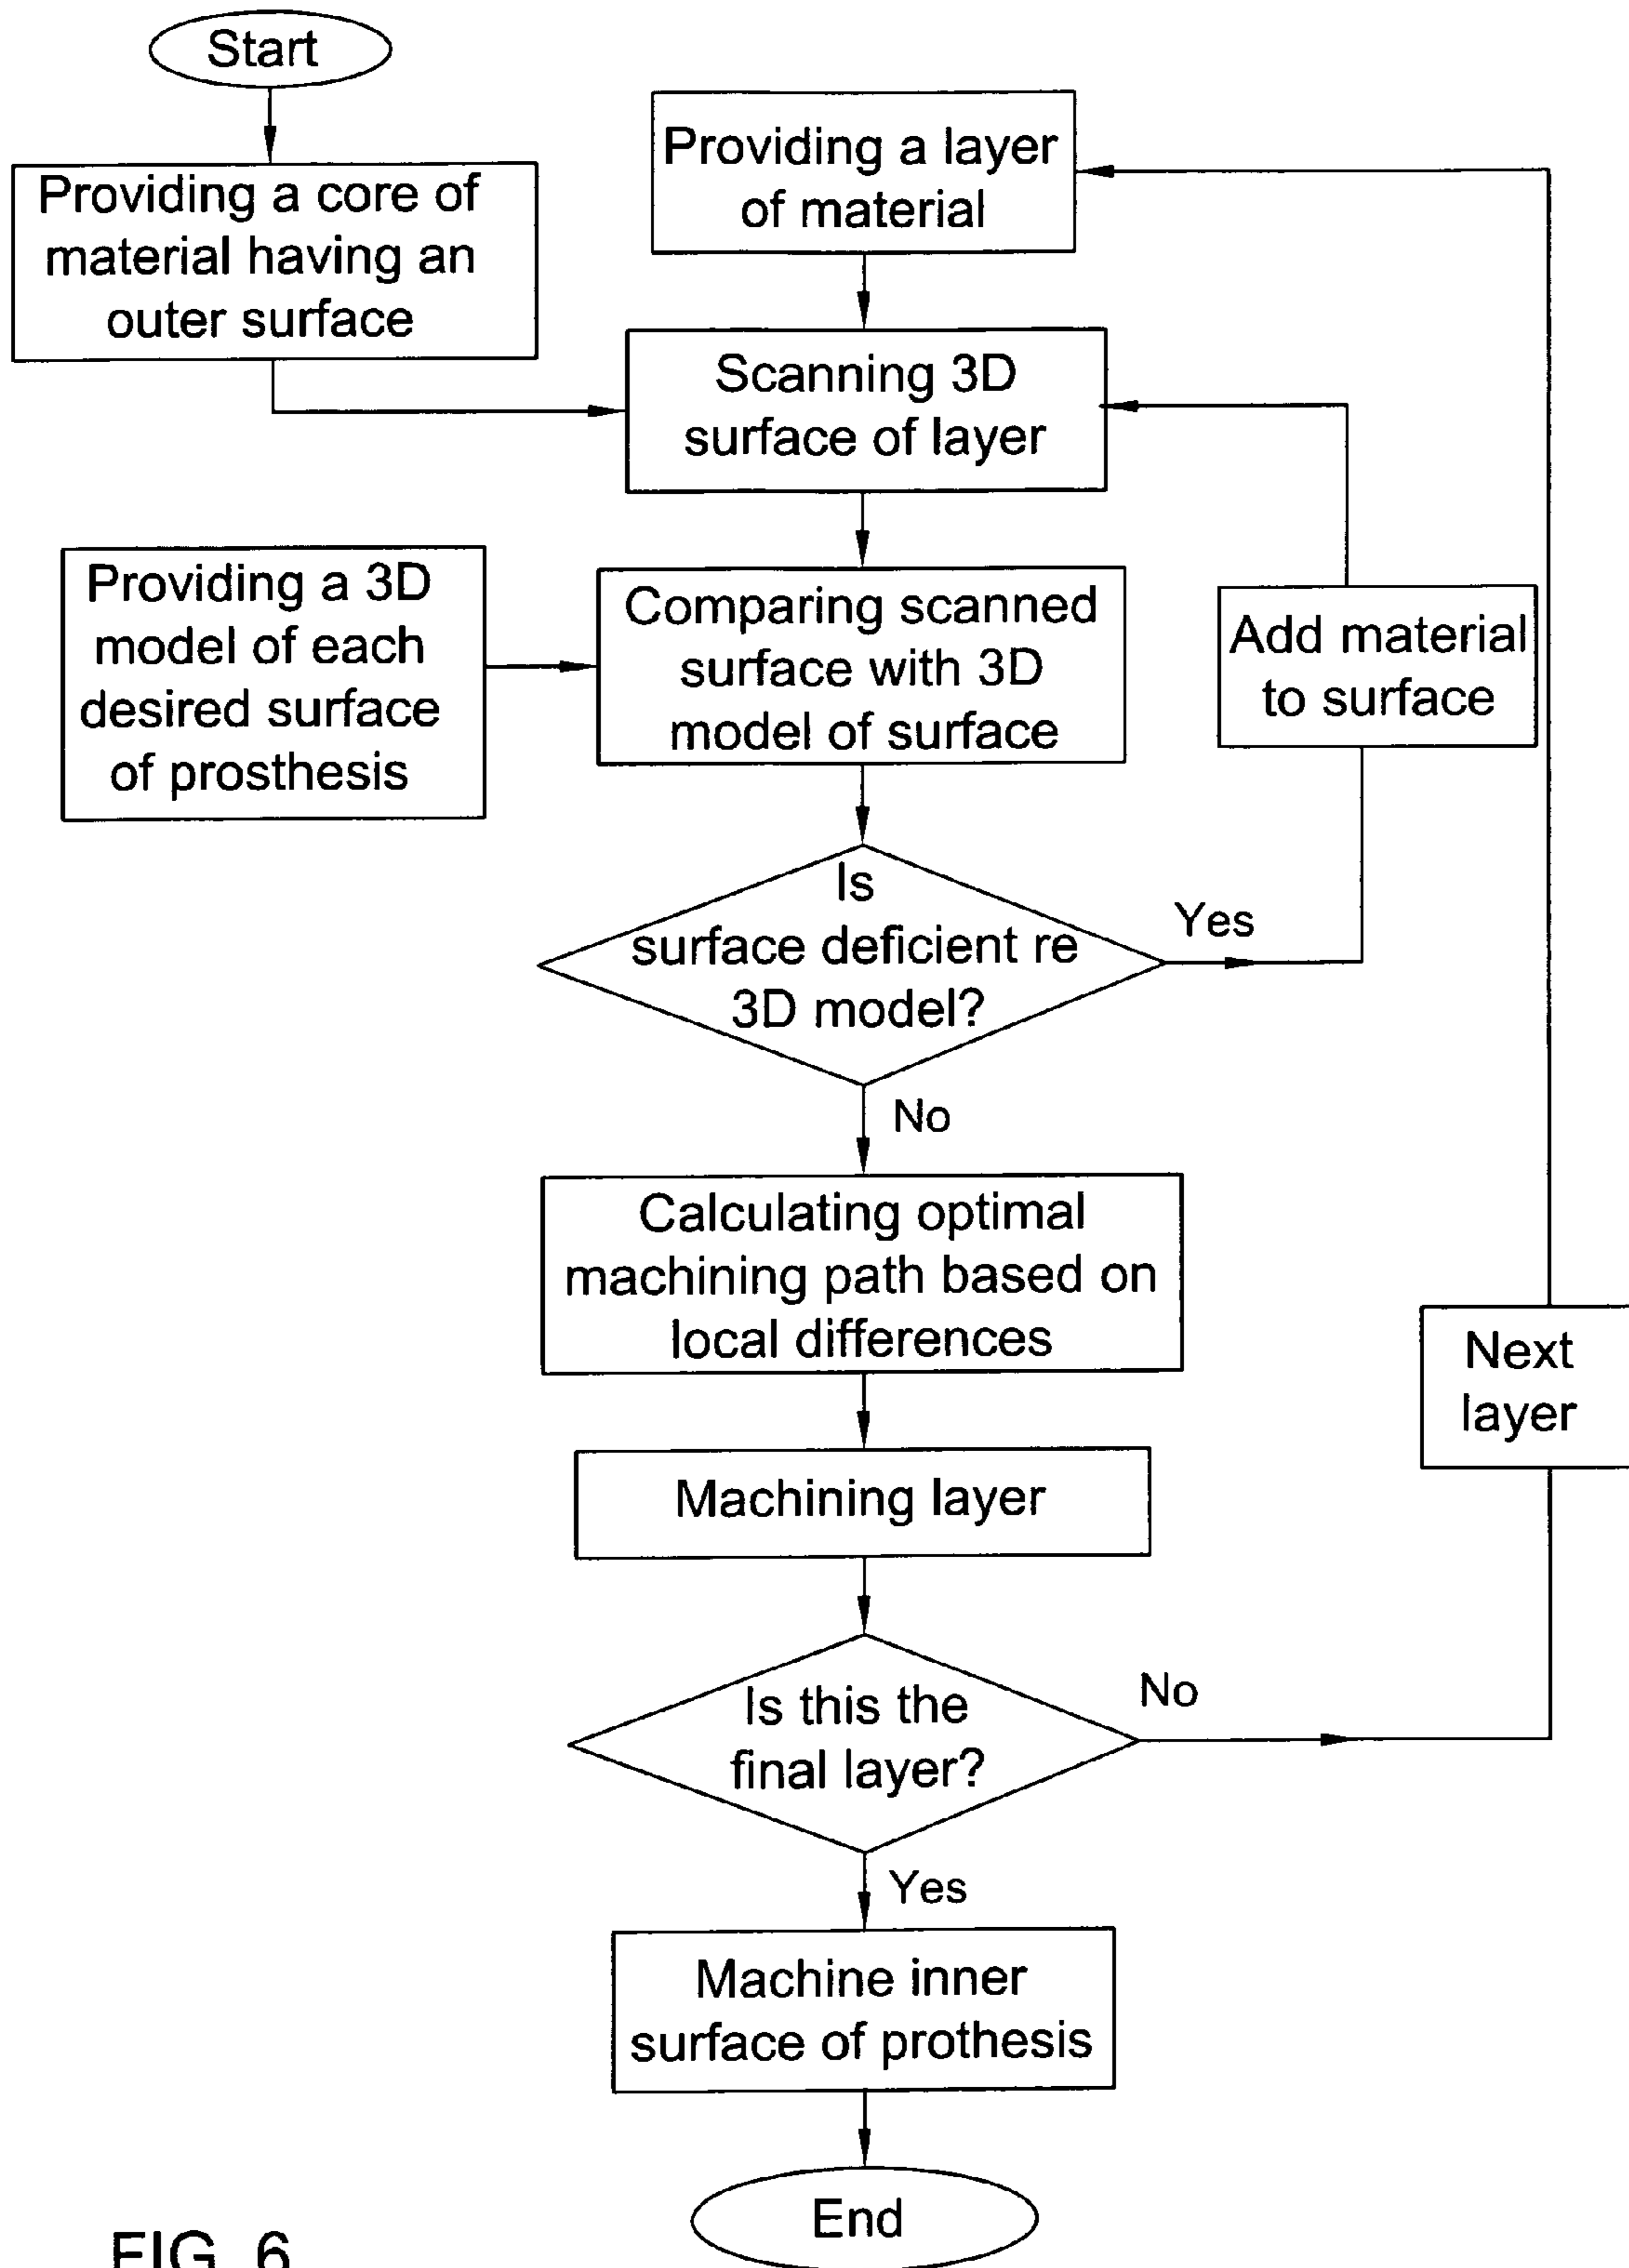 Start
Providing a core of
material having an
outer surface
Providing a layer
of material
Scanning 3D
surface of layer
Providing a 3D
model of each
desired surface
of prosthesis
Comparing scanned
surface with 3D
model of surface
Add material
to surface
Is
surface deficient re
3D model?
Yes
No
Calculating optimal
machining path based on
local differences
Next
layer
Machining layer
Is this the
final layer?
No
Yes
Machine inner
surface of prothesis
End
FIG. 6